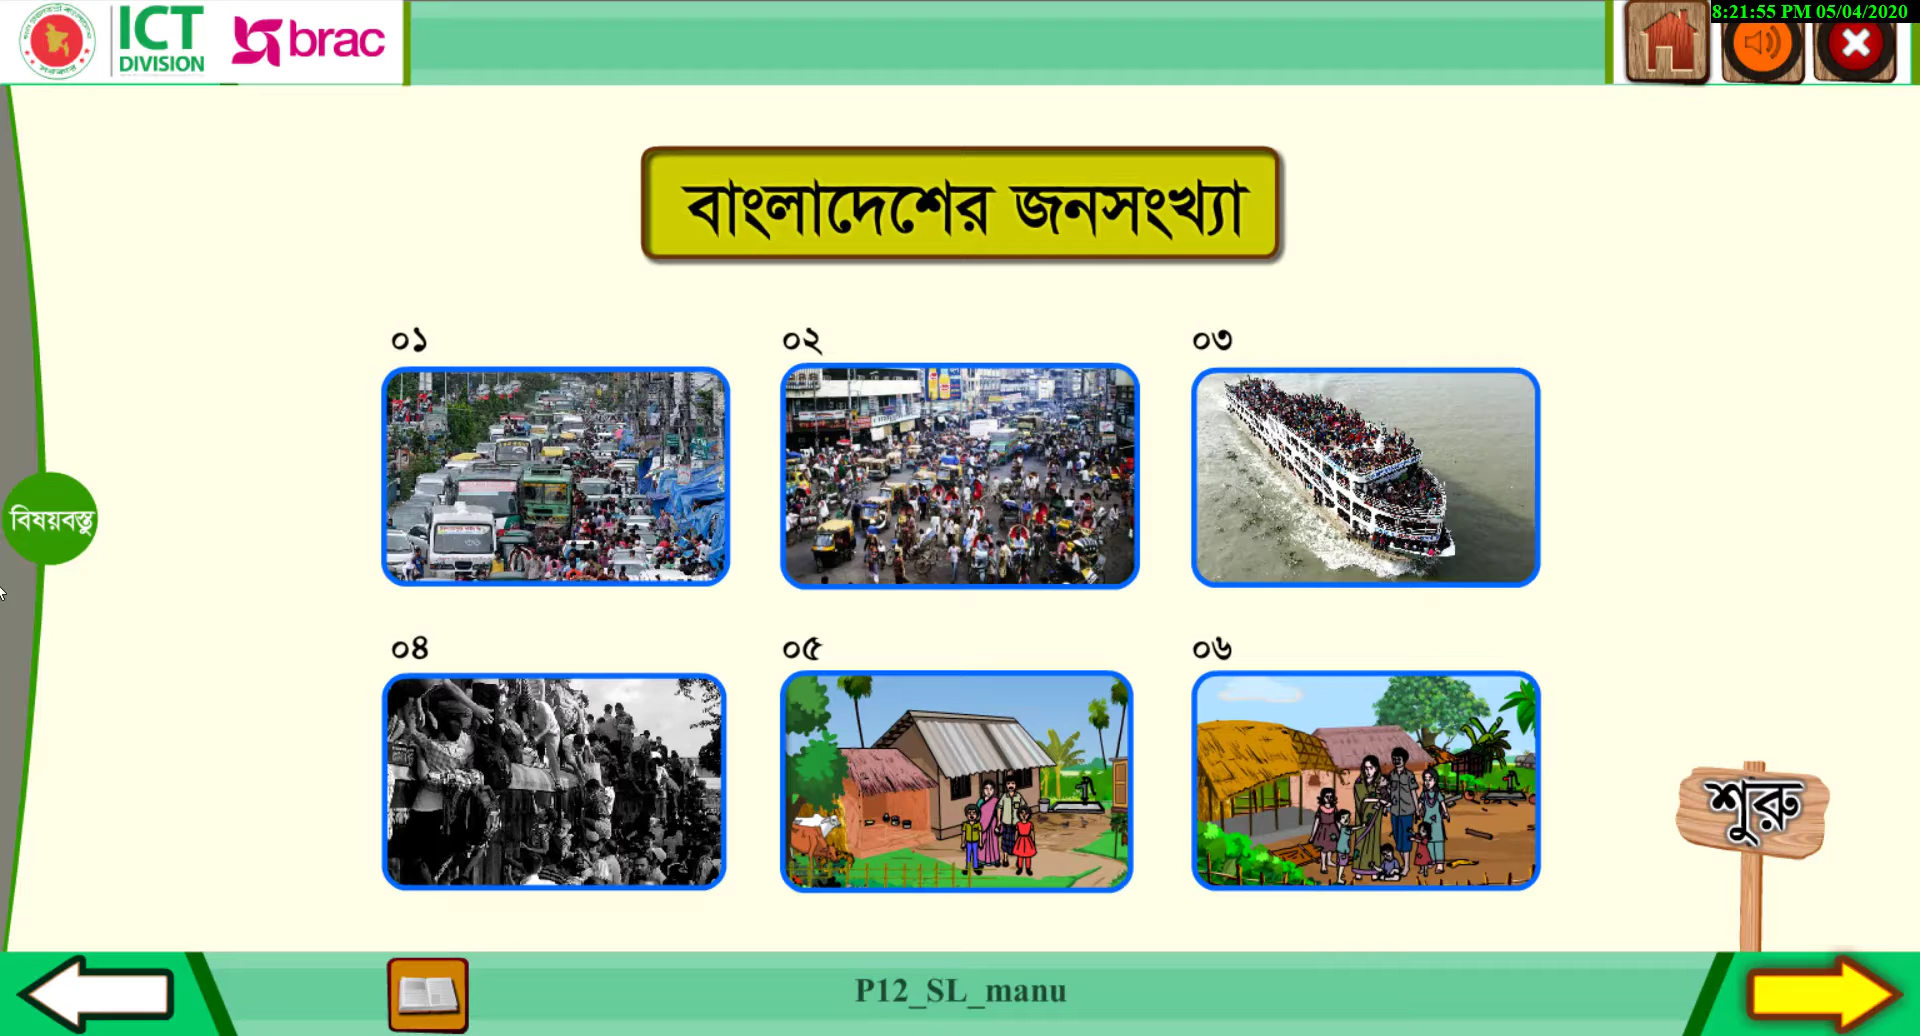 ICT
DIVISION
brac
8:21:55 PM 05/04/2020
বাংলাদেশের জনসংখ্যা
০১
০২
০৩
বিষয়বস্তু
০৪
০৫
০৬
শুরু
P12_SL_manu